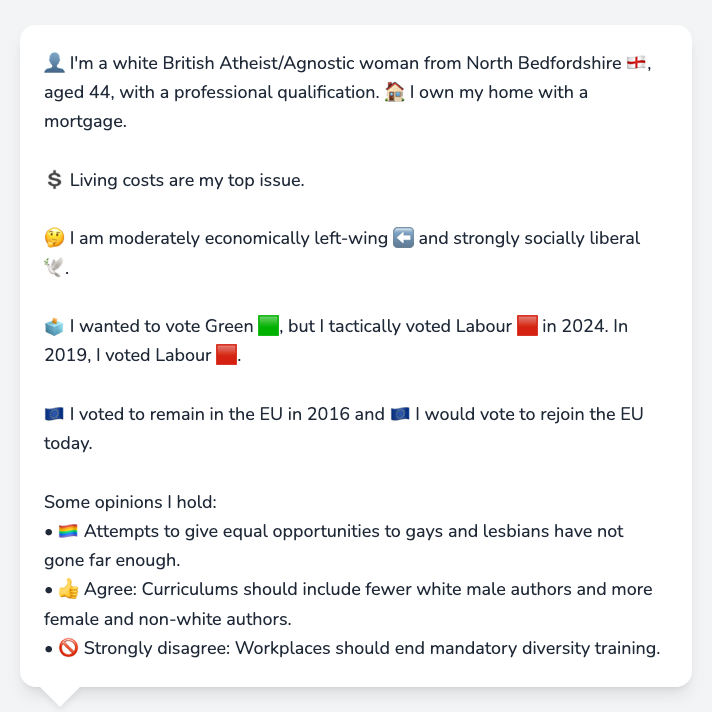 👤 I'm a white British Atheist/Agnostic woman from North Bedfordshire 🏴󠁧󠁢󠁥󠁮󠁧󠁿,
aged 44, with a professional qualification. 🏠 I own my home with a
mortgage.
💲 Living costs are my top issue.
🤔 I am moderately economically left-wing ⬅️ and strongly socially liberal
🕊️.
🗳️ I wanted to vote Green 🟩, but I tactically voted Labour 🟥 in 2024. In
2019, I voted Labour 🟥.
🇪🇺 I voted to remain in the EU in 2016 and 🇪🇺 I would vote to rejoin the EU
today.
Some opinions I hold:
• 🏳️‍🌈 Attempts to give equal opportunities to gays and lesbians have not
gone far enough.
• 👍 Agree: Curriculums should include fewer white male authors and more
female and non-white authors.
• 🚫 Strongly disagree: Workplaces should end mandatory diversity training.